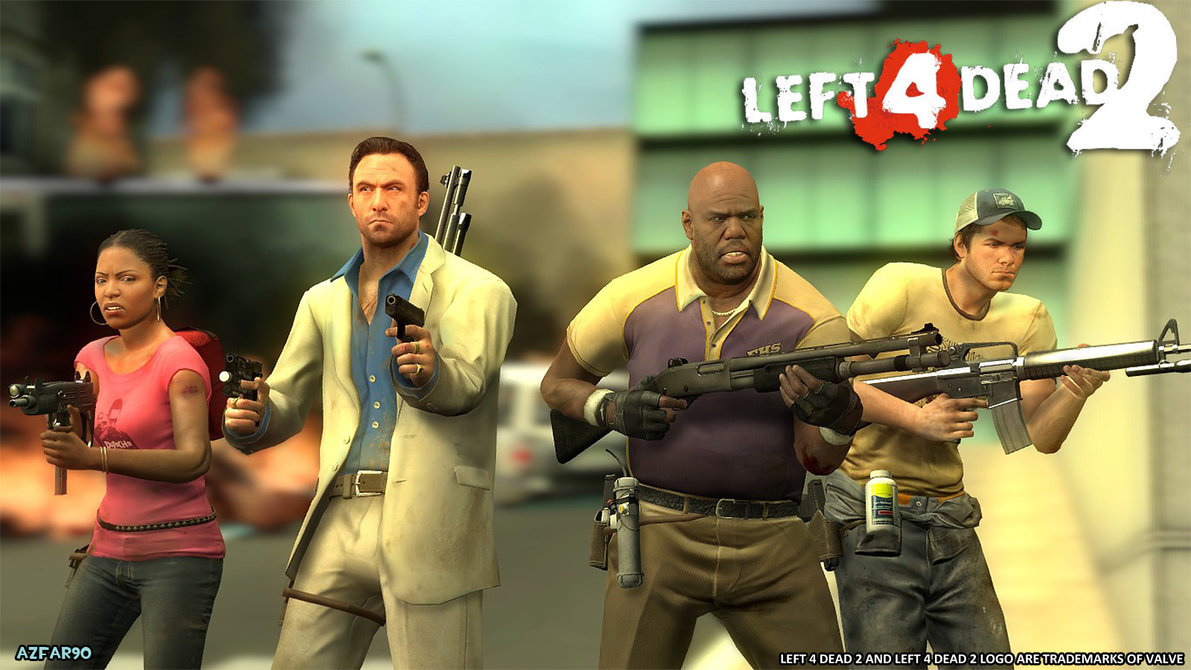 LEFT 4 DEAD 2
EHS
AZFAR90
LEFT 4 DEAD 2 AND LEFT 4 DEAD 2 LOGO ARE TRADEMARKS OF VALVE